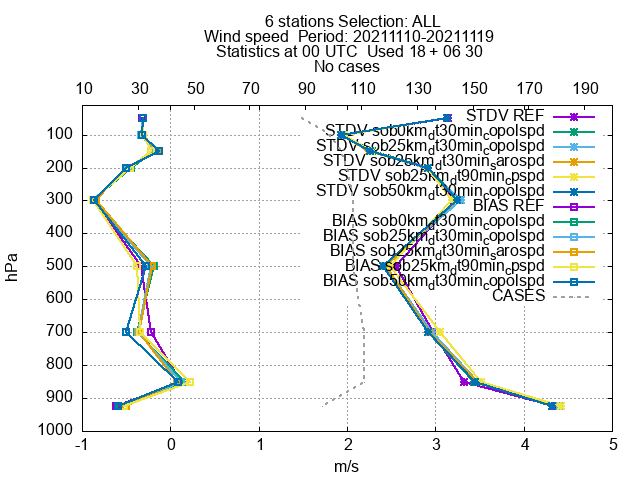 6 stations Selection: ALL
Wind speed  Period: 20211110-20211119
Statistics at 00 UTC  Used 18 + 06 30
No cases
10 30 50 70 90 110 130 150 170 190
STDV REF
STDV sob0km_dt30min_copolspd
STDV sob25km_dt30min_copolspd
STDV sob25km_dt30min_sarospd
STDV sob25km_dt90min_cpspd
STDV sob50km_dt30min_copolspd
BIAS REF
BIAS sob0km_dt30min_copolspd
BIAS sob25km_dt30min_copolspd
BIAS sob25km_dt30min_sarospd
BIAS sob25km_dt90min_cpspd
BIAS sob50km_dt30min_copolspd
CASES
100
200
300
400
500
600
700
800
900
1000
hPa
-1 0 1 2 3 4 5
m/s